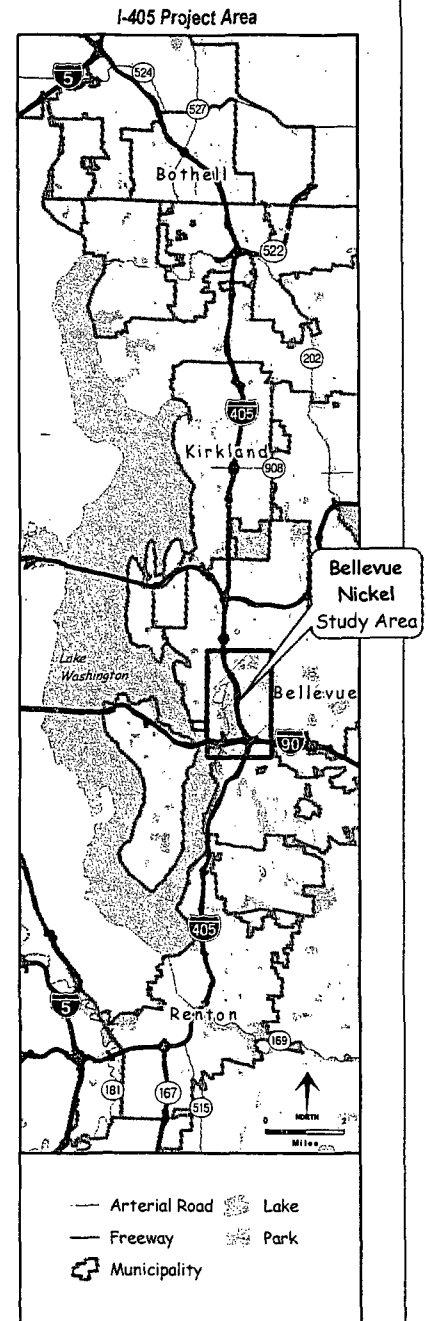 I-405 Project Area
5
524
527
Bothell
522
202
405
Kirkland
908
Bellevue
Nickel
Study Area
Lake
Washington
Bellevue
90
405
Renton
5
169
181
167
515
NORTH
0 2
Miles
Arterial Road Lake
Freeway Park
Municipality